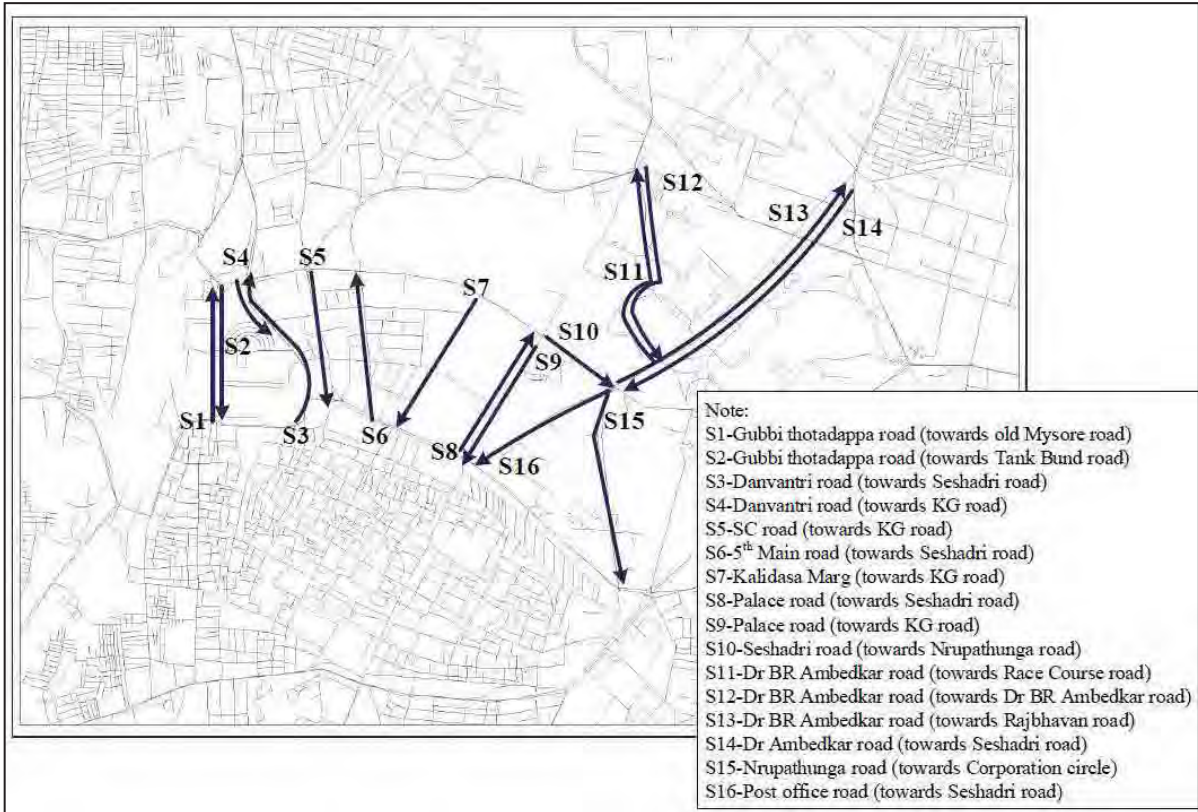 S12
S13
S14
S4
S5
S11
S7
S2
S10
S9
S1
S3
S6
S8
S15
S16
Note:
S1-Gubbi thotadappa road (towards old Mysore road)
S2-Gubbi thotadappa road (towards Tank Bund road)
S3-Danvantri road (towards Seshadri road)
S4-Danvantri road (towards KG road)
S5-SC road (towards KG road)
S6-5th Main road (towards Seshadri road)
S7-Kalidasa Marg (towards KG road)
S8-Palace road (towards Seshadri road)
S9-Palace road (towards KG road)
S10-Seshadri road (towards Nrupathunga road)
S11-Dr BR Ambedkar road (towards Race Course road)
S12-Dr BR Ambedkar road (towards Dr BR Ambedkar road)
S13-Dr BR Ambedkar road (towards Rajbhavan road)
S14-Dr Ambedkar road (towards Seshadri road)
S15-Nrupathunga road (towards Corporation circle)
S16-Post office road (towards Seshadri road)